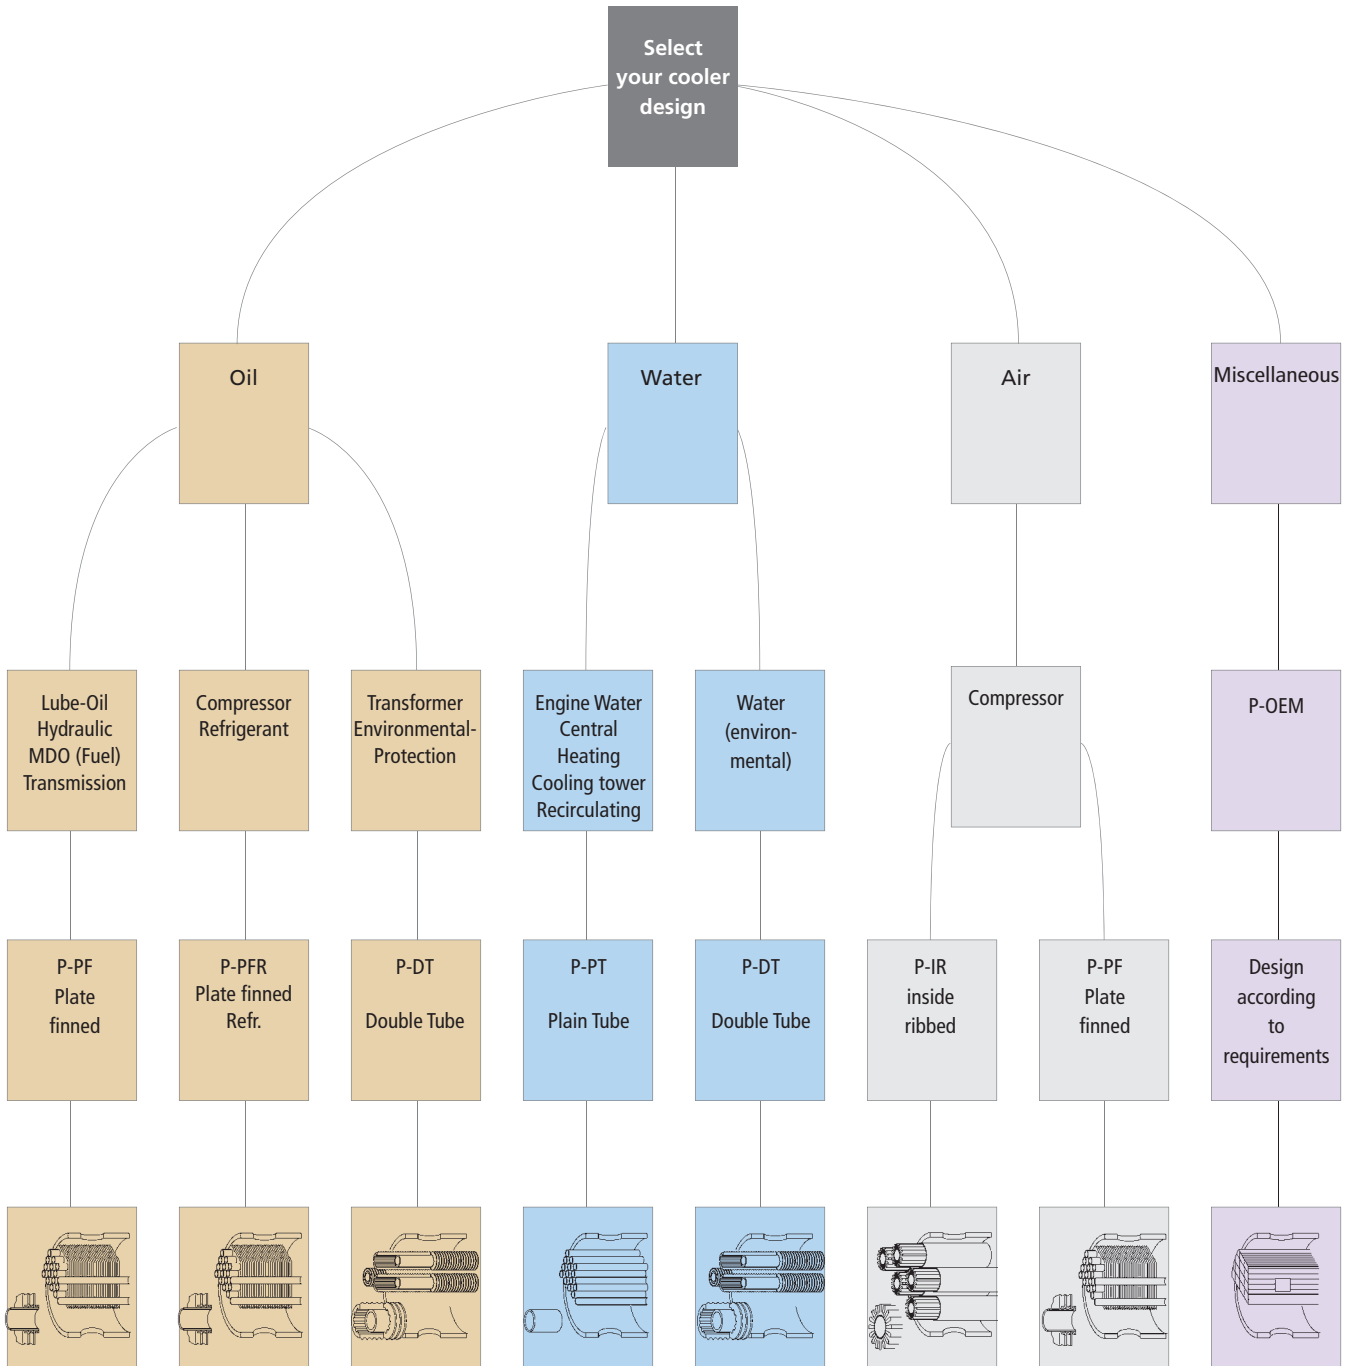 Select
your cooler
design
Oil
Water
Air
Miscellaneous
Lube-Oil
Hydraulic
MDO (Fuel)
Transmission
Compressor
Refrigerant
Transformer
Environmental-
Protection
Engine Water
Central
Heating
Cooling tower
Recirculating
Water
(environ-
mental)
Compressor
P-OEM
P-PF
Plate
finned
P-PFR
Plate finned
Refr.
P-DT
Double Tube
P-PT
Plain Tube
P-DT
Double Tube
P-IR
inside
ribbed
P-PF
Plate
finned
Design
according
to
requirements